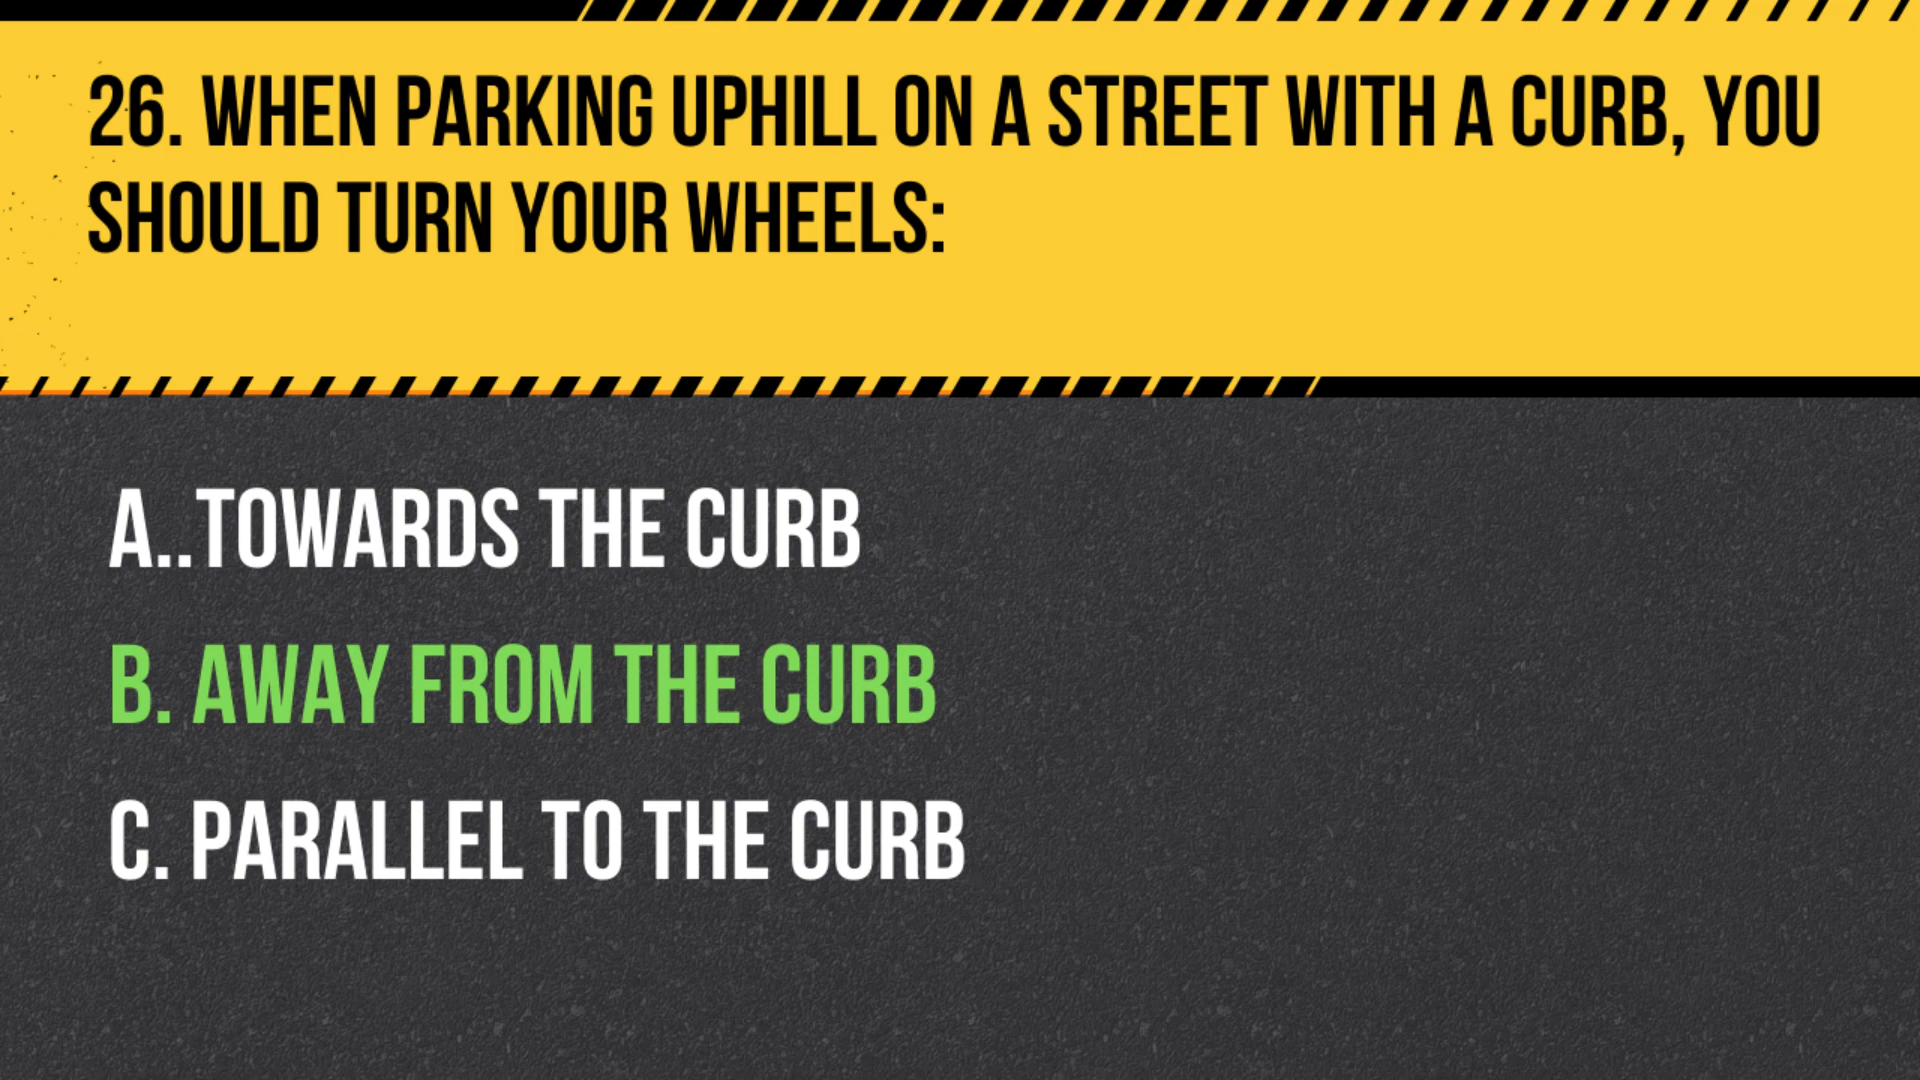 26. WHEN PARKING UPHILL ON A STREET WITH A CURB, YOU
SHOULD TURN YOUR WHEELS:
A..TOWARDS THE CURB
B. AWAY FROM THE CURB
C. PARALLEL TO THE CURB